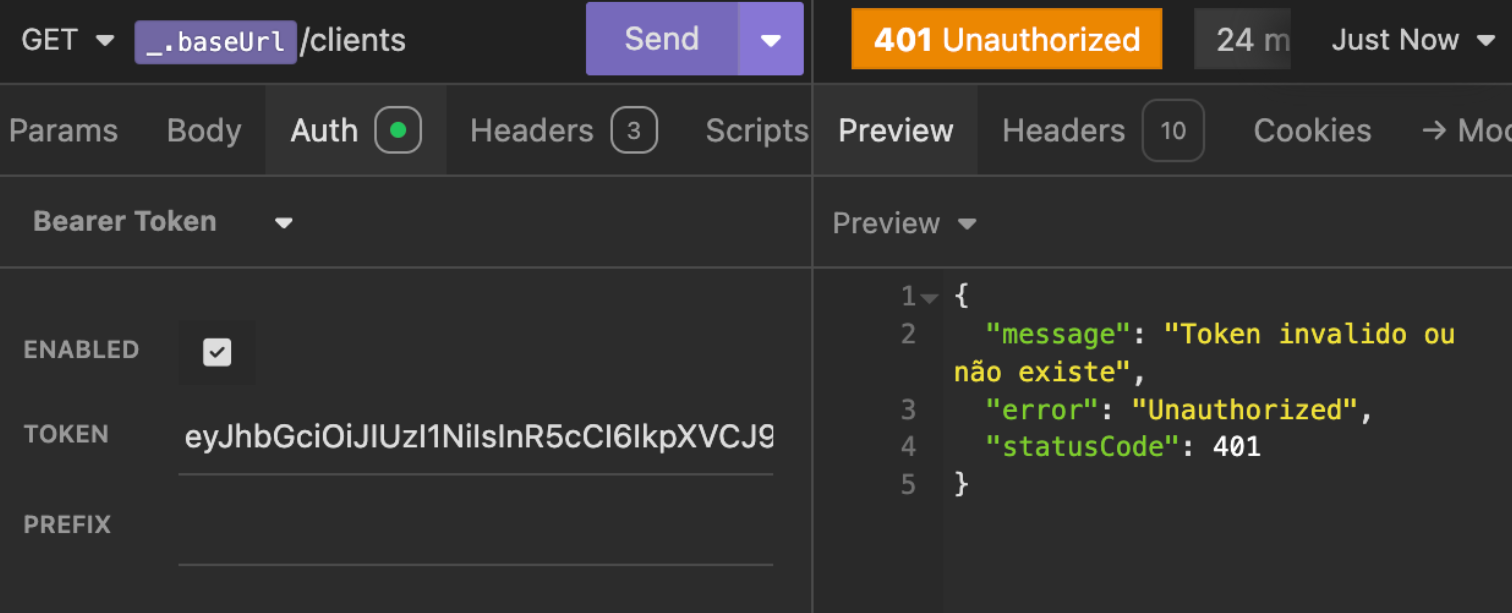 GET _.baseUrl/clients Send
401 Unauthorized 24 m Just Now
Params Body Auth Headers 3 Scripts
Preview Headers 10 Cookies → Moc
Bearer Token
Preview
ENABLED
TOKEN eyJhbGciOiJIUzI1NiIsInR5cCI6IkpXVCJ9
PREFIX
1 {
2 "message": "Token invalido ou
não existe",
3 "error": "Unauthorized",
4 "statusCode": 401
5 }